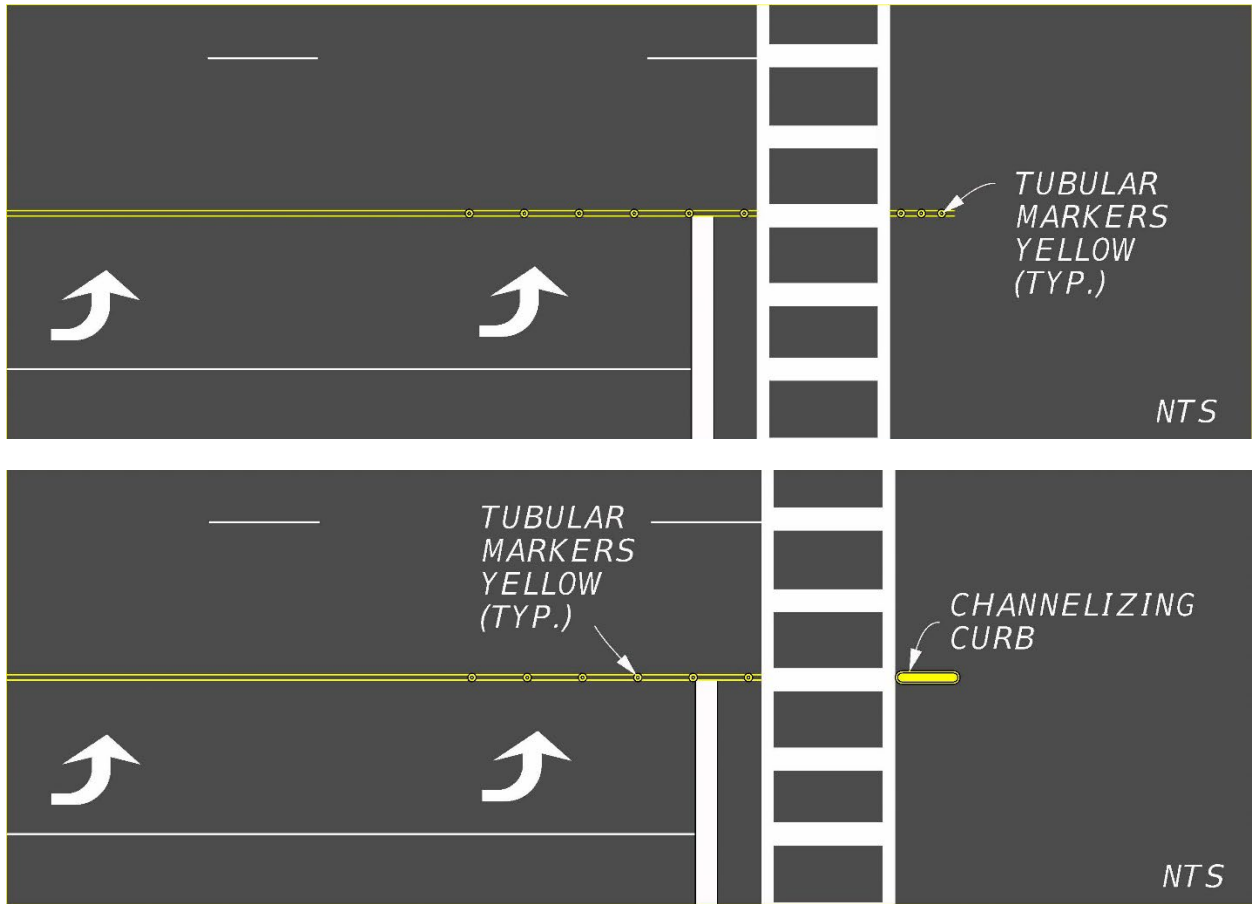 TUBULAR
MARKERS
YELLOW
(TYP.)
NTS
TUBULAR
MARKERS
YELLOW
(TYP.)
CHANNELIZING
CURB
NTS